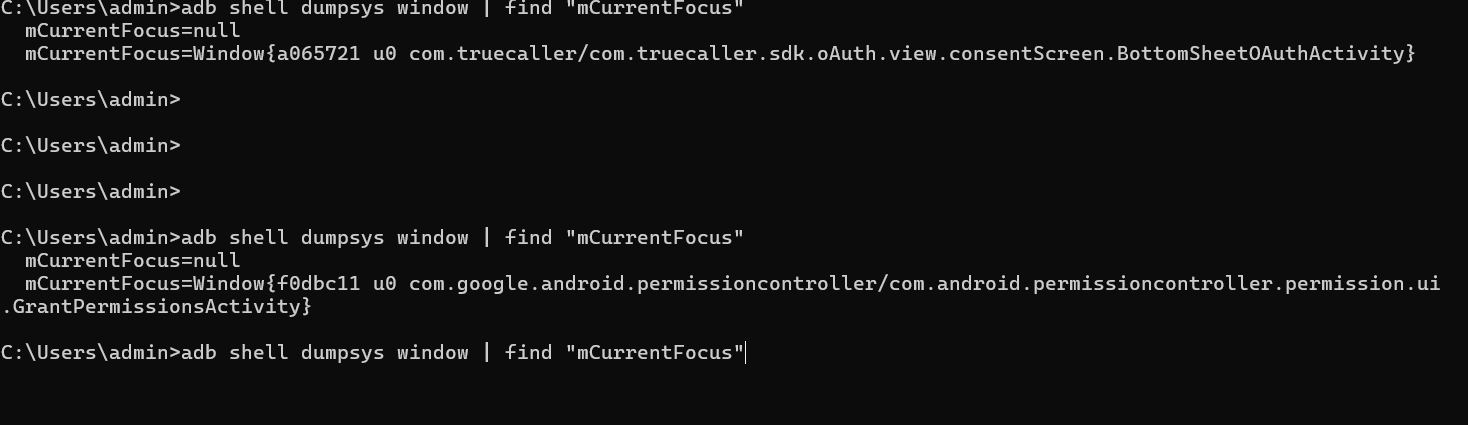 C:\Users\admin>adb shell dumpsys window | find "mCurrentFocus"
  mCurrentFocus=null
  mCurrentFocus=Window{a065721 u0 com.truecaller/com.truecaller.sdk.oAuth.view.consentScreen.BottomSheetOAuthActivity}
C:\Users\admin>
C:\Users\admin>
C:\Users\admin>
C:\Users\admin>adb shell dumpsys window | find "mCurrentFocus"
  mCurrentFocus=null
  mCurrentFocus=Window{f0dbc11 u0 com.google.android.permissioncontroller/com.android.permissioncontroller.permission.ui
.GrantPermissionsActivity}
C:\Users\admin>adb shell dumpsys window | find "mCurrentFocus"